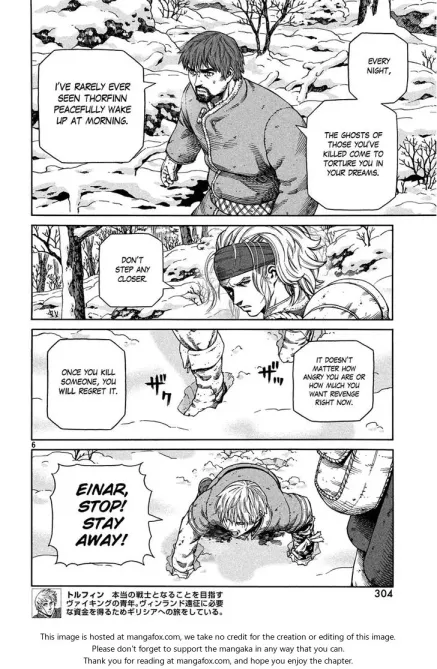 EVERY
NIGHT,
THE GHOSTS OF
THOSE YOU'VE
KILLED COME TO
TORTURE YOU IN
YOUR DREAMS.
I'VE RARELY EVER
SEEN THORFINN
PEACEFULLY WAKE
UP AT MORNING.
DON'T
STEP ANY
CLOSER.
IT DOESN'T
MATTER HOW
ANGRY YOU ARE OR
HOW MUCH YOU
WANT REVENGE
RIGHT NOW.
ザッ
ザッ
ONCE YOU KILL
SOMEONE, YOU
WILL REGRET IT.
6
EINAR,
STOP!
STAY
AWAY!
トルフィン 本当の戦士となることを目指す
ヴァイキングの青年。ヴィンランド遠征に必要
な資金を得るためギリシアへの旅をしている。
304
This image is hosted at mangafox.com, we take no credit for the creation or editing of this image.
Please don't forget to support the mangaka in any way that you can.
Thank you for reading at mangafox.com, and hope you enjoy the chapter.